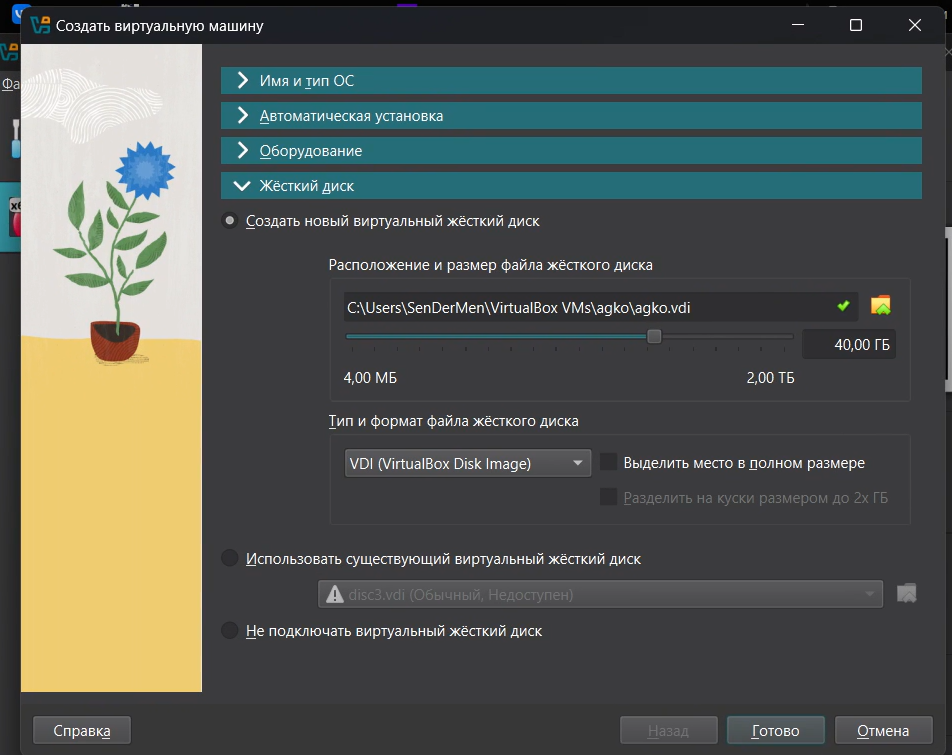 Создать виртуальную машину
Фа
Имя и тип ОС
Автоматическая установка
Оборудование
Жёсткий диск
Создать новый виртуальный жёсткий диск
Расположение и размер файла жёсткого диска
C:\Users\SenDerMen\VirtualBox VMs\agko\agko.vdi
40,00 ГБ
4,00 МБ
2,00 ТБ
Тип и формат файла жёсткого диска
VDI (VirtualBox Disk Image)
Выделить место в полном размере
Разделить на куски размером до 2х ГБ
Использовать существующий виртуальный жёсткий диск
disc3.vdi (Обычный, Недоступен)
Не подключать виртуальный жёсткий диск
Справка
Назад
Готово
Отмена